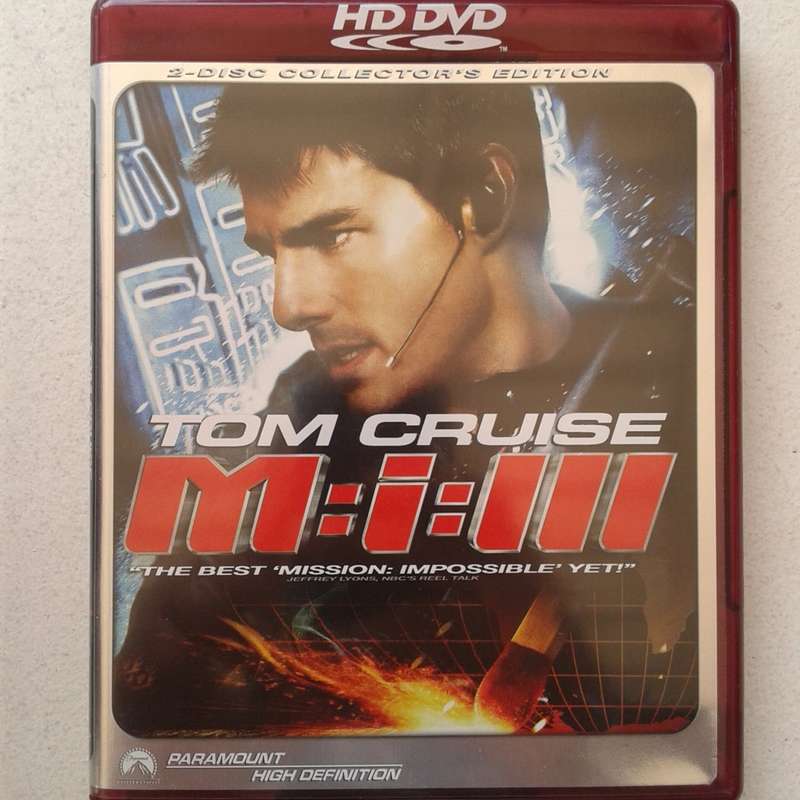 HD DVD
TM
2-DISC COLLECTOR'S EDITION
TOM CRUISE
M:i:III
"THE BEST 'MISSION: IMPOSSIBLE' YET!"
JEFFREY LYONS, NBC'S REEL TALK
PARAMOUNT
HIGH DEFINITION